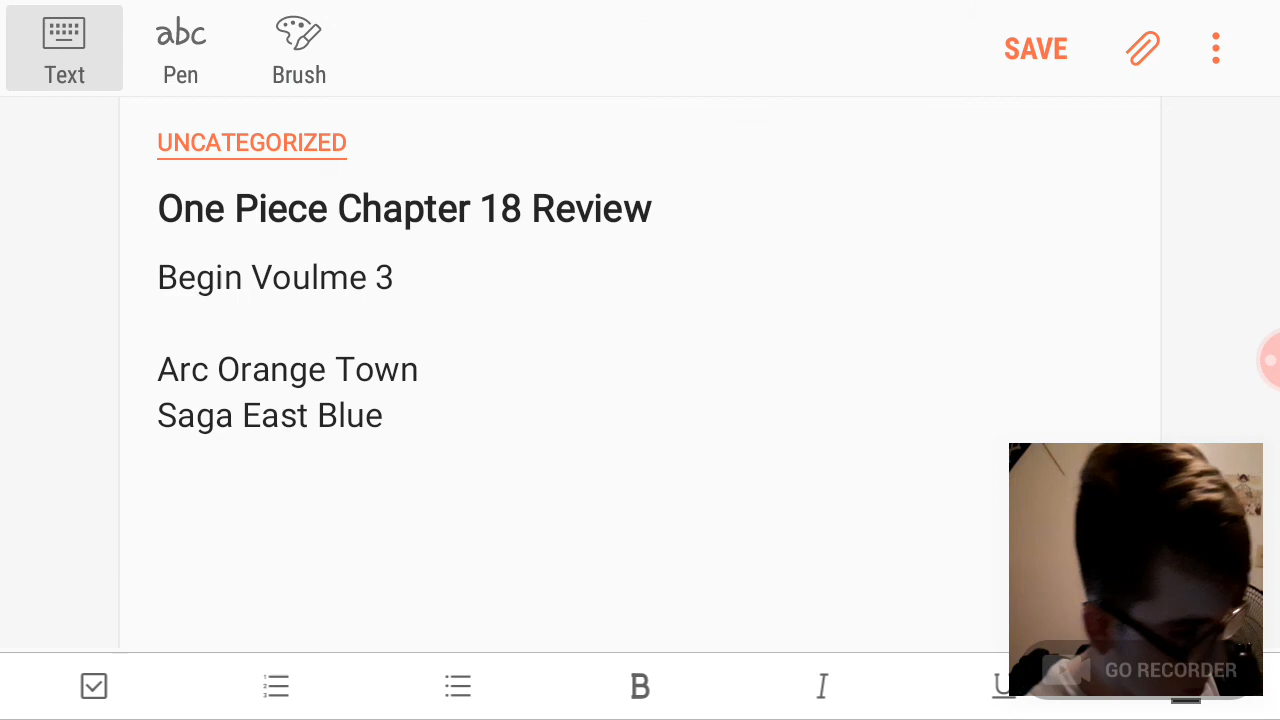 Text
abc
Pen
Brush
SAVE
UNCATEGORIZED
One Piece Chapter 18 Review
Begin Voulme 3
Arc Orange Town
Saga East Blue
B
I
U
GO RECORDER